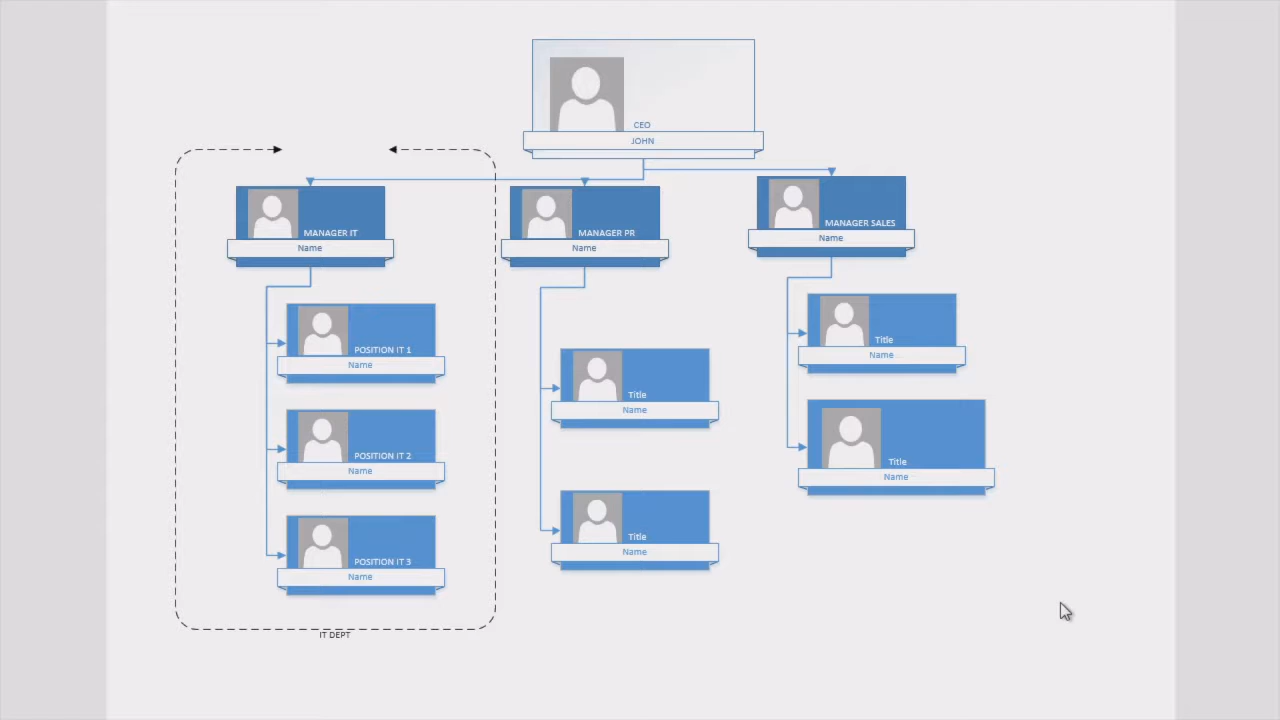 CEO
JOHN
MANAGER IT
Name
MANAGER PR
Name
MANAGER SALES
Name
POSITION IT 1
Name
POSITION IT 2
Name
POSITION IT 3
Name
IT DEPT
Title
Name
Title
Name
Title
Name
Title
Name